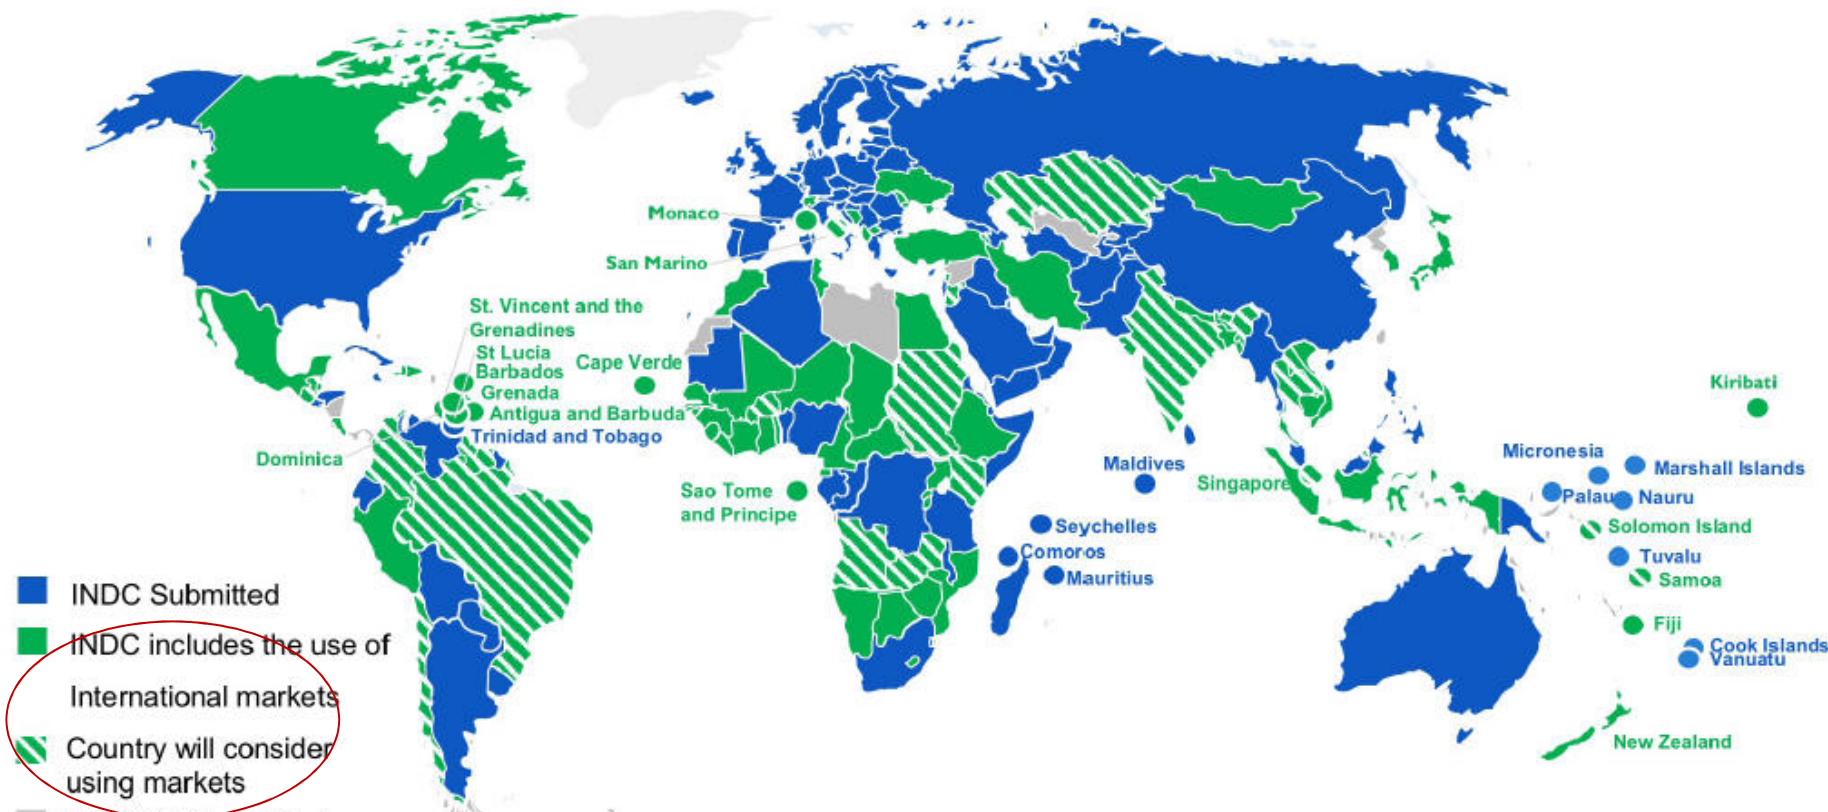 Monaco
San Marino
St. Vincent and the
Grenadines
St Lucia
Barbados
Grenada
Antigua and Barbuda
Trinidad and Tobago
Cape Verde
Dominica
Sao Tome
and Principe
Maldives
Seychelles
Comoros
Mauritius
Singapore
Kiribati
Micronesia
Marshall Islands
Palau
Nauru
Solomon Island
Tuvalu
Samoa
Fiji
Cook Islands
Vanuatu
New Zealand
INDC Submitted
INDC includes the use of
International markets
Country will consider
using markets